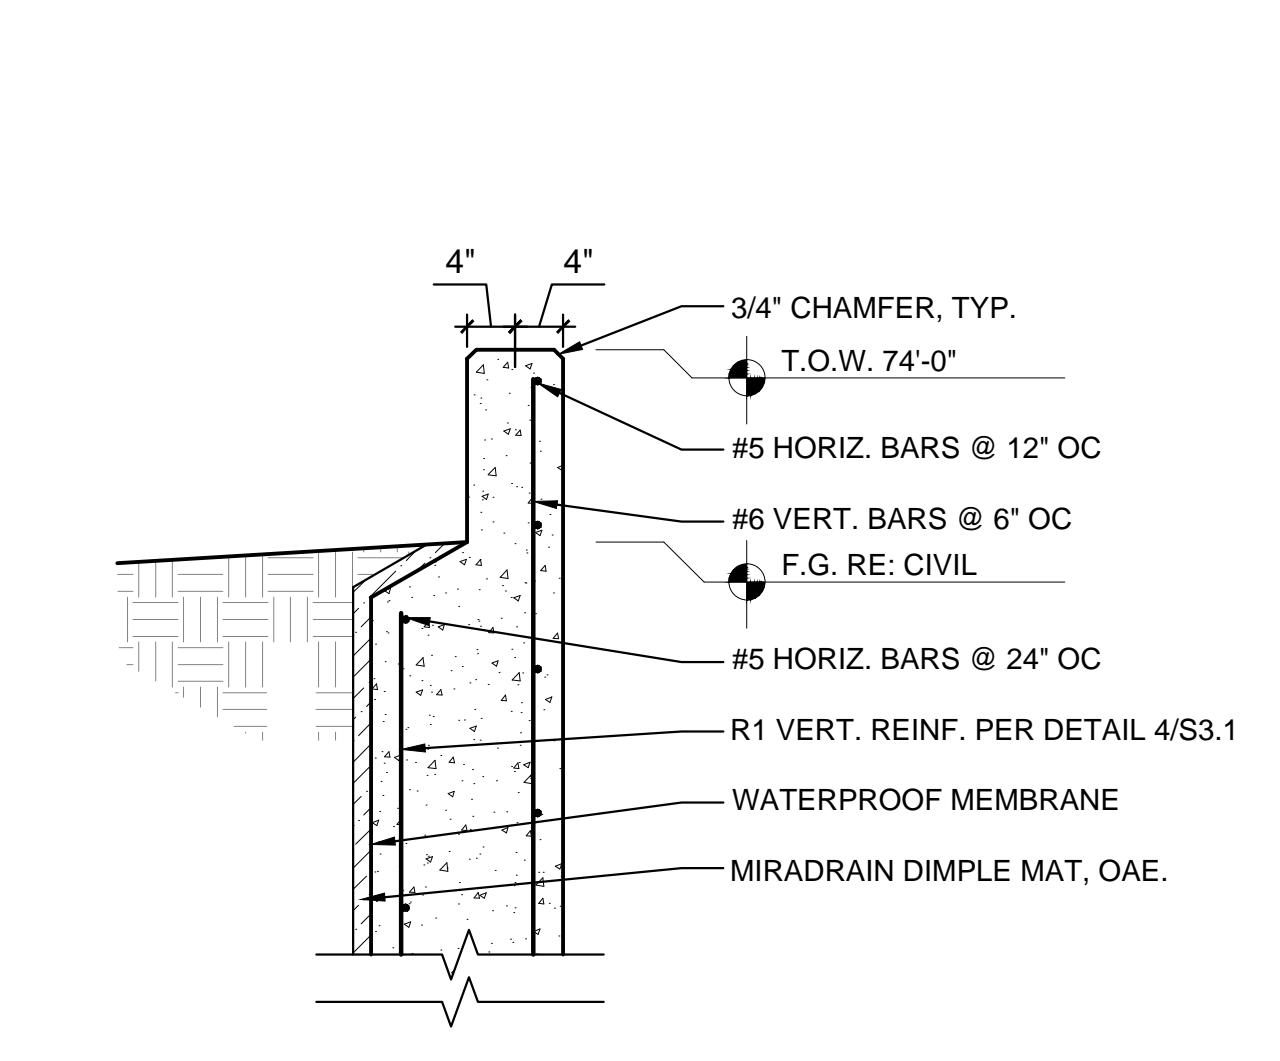 4" 4"
3/4" CHAMFER, TYP.
T.O.W. 74'-0"
#5 HORIZ. BARS @ 12" OC
#6 VERT. BARS @ 6" OC
F.G. RE: CIVIL
#5 HORIZ. BARS @ 24" OC
R1 VERT. REINF. PER DETAIL 4/S3.1
WATERPROOF MEMBRANE
MIRADRAIN DIMPLE MAT, OAE.